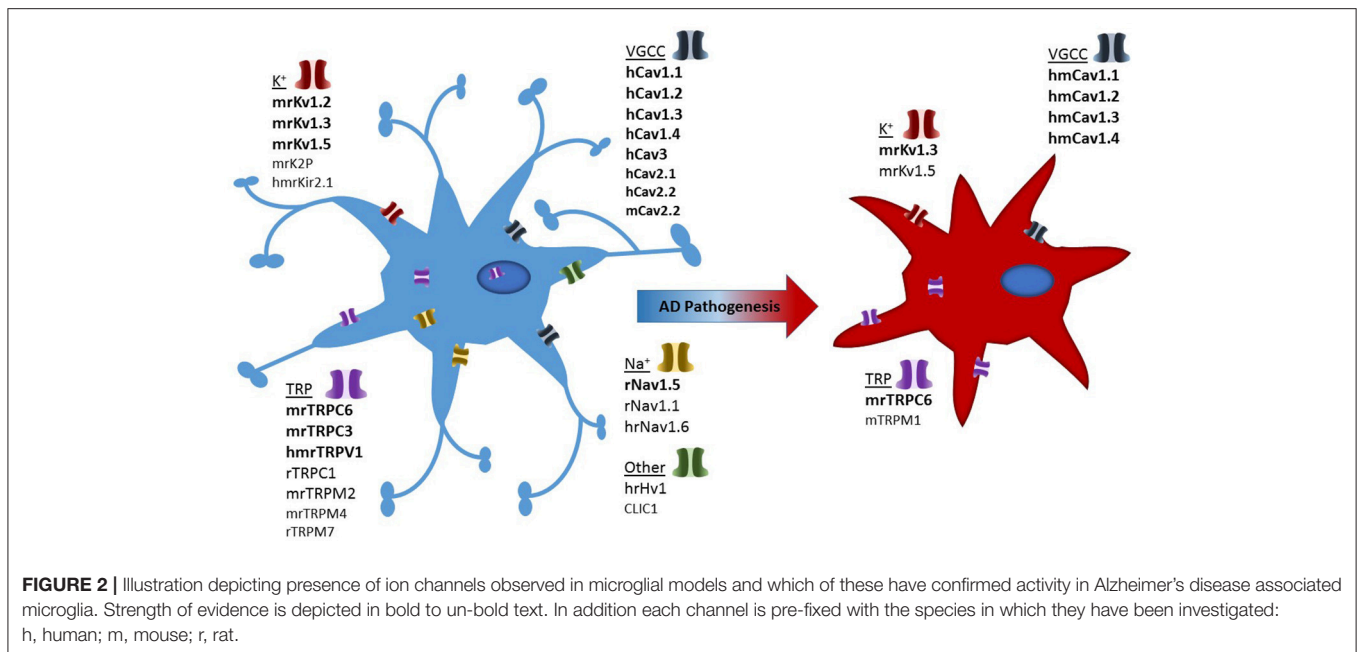 K+
mrKv1.2
mrKv1.3
mrKv1.5
mrK2P
hmrKir2.1
VGCC
hCav1.1
hCav1.2
hCav1.3
hCav1.4
hCav3
hCav2.1
hCav2.2
mCav2.2
TRP
mrTRPC6
mrTRPC3
hmrTRPV1
rTRPC1
mrTRPM2
mrTRPM4
rTRPM7
AD Pathogenesis
Na+
rNav1.5
rNav1.1
hrNav1.6
Other
hrHv1
CLIC1
K+
mrKv1.3
mrKv1.5
VGCC
hmCav1.1
hmCav1.2
hmCav1.3
hmCav1.4
TRP
mrTRPC6
mTRPM1
FIGURE 2 | Illustration depicting presence of ion channels observed in microglial models and which of these have confirmed activity in Alzheimer's disease associated
microglia. Strength of evidence is depicted in bold to un-bold text. In addition each channel is pre-fixed with the species in which they have been investigated:
h, human; m, mouse; r, rat.